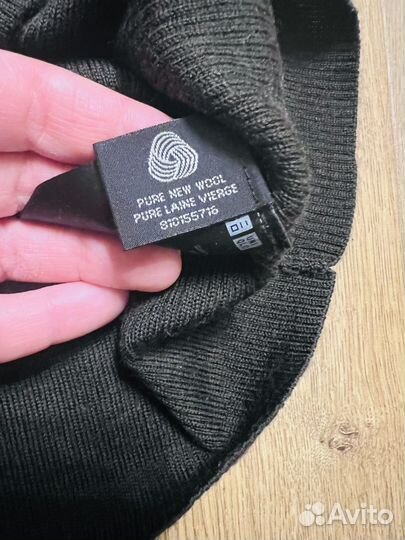 PURE NEW WOOL
PURE LAINE VIERGE
810155716
Avito